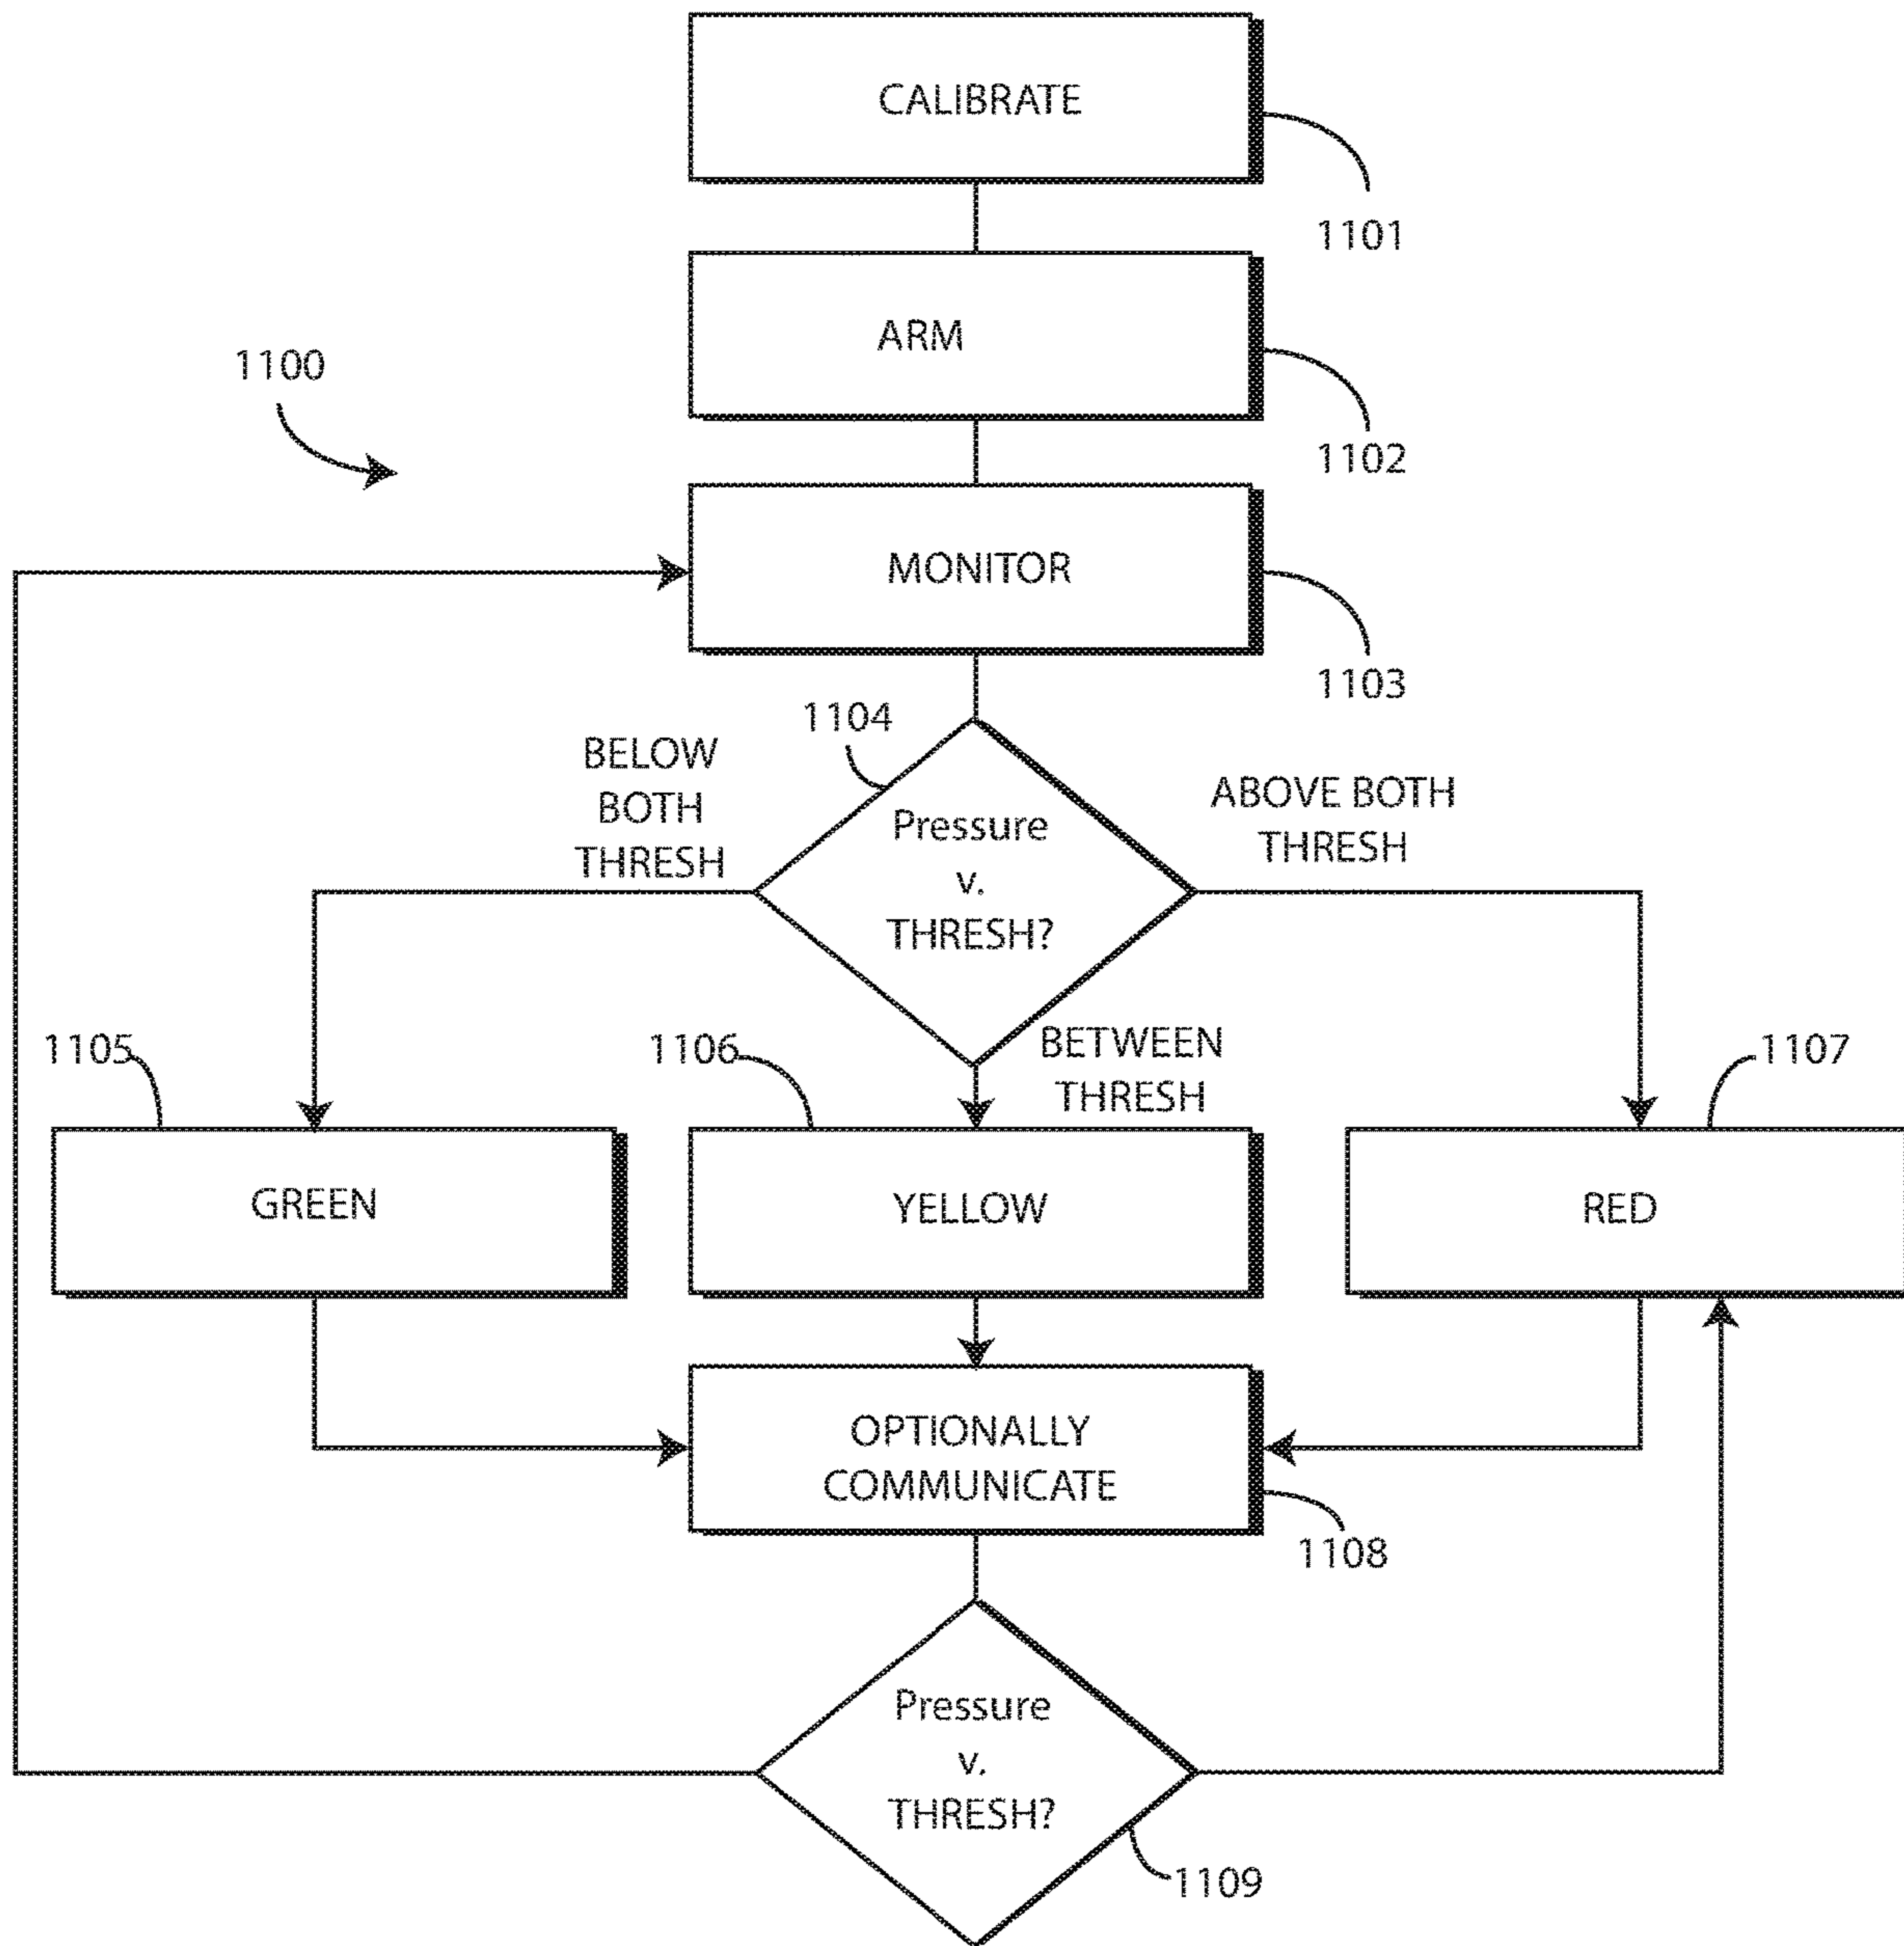 CALIBRATE
1101
ARM
1100
1102
MONITOR
1103
1104
BELOW
BOTH
THRESH
Pressure
v.
THRESH?
ABOVE BOTH
THRESH
BETWEEN
THRESH
1105
1106
1107
GREEN
YELLOW
RED
OPTIONALLY
COMMUNICATE
1108
Pressure
v.
THRESH?
1109